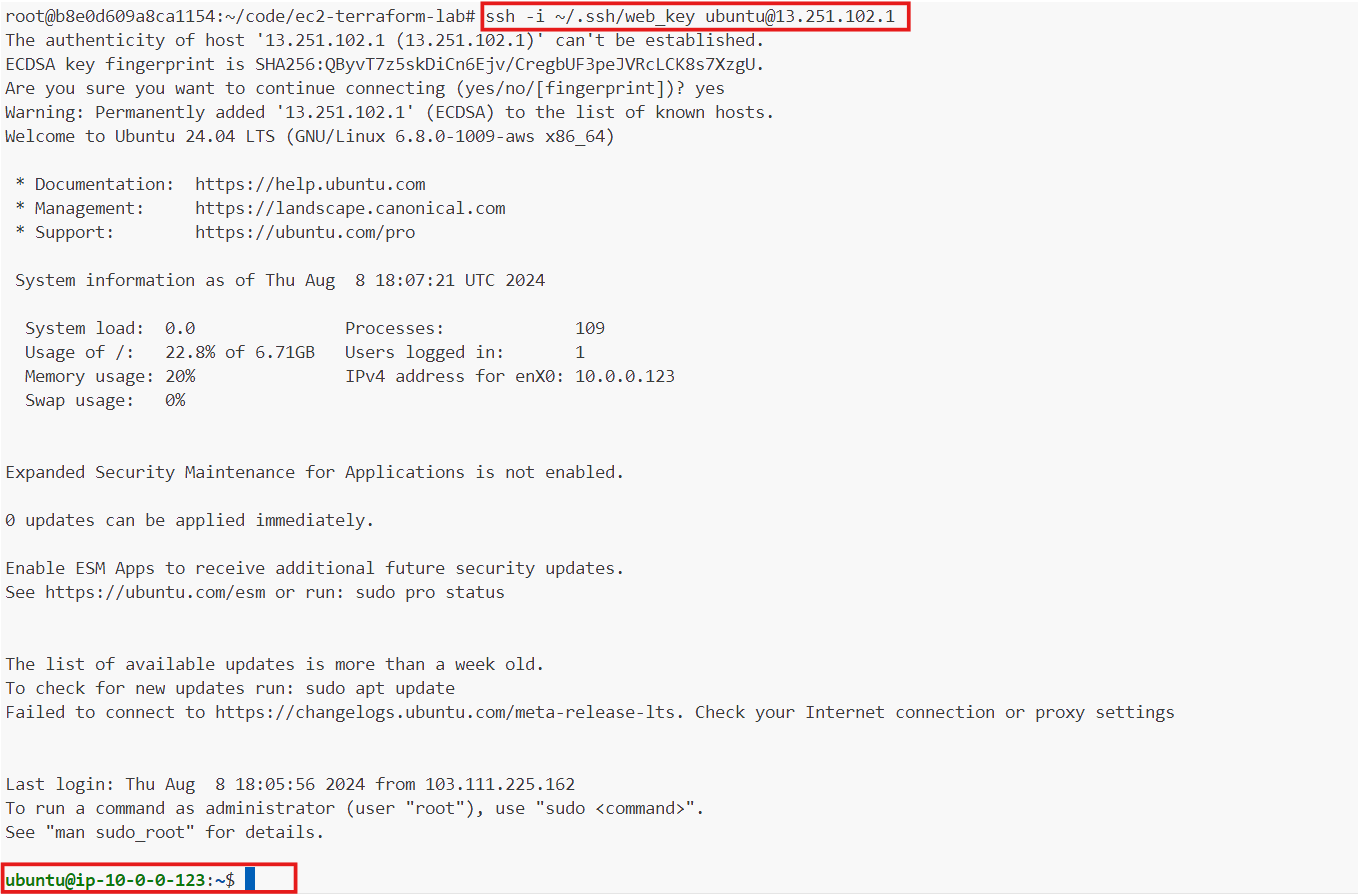 root@b8e0d609a8ca1154:~/code/ec2-terraform-lab# ssh -i ~/.ssh/web_key ubuntu@13.251.102.1
The authenticity of host '13.251.102.1 (13.251.102.1)' can't be established.
ECDSA key fingerprint is SHA256:QByvT7z5skDiCn6Ejv/CregbUF3peJVRcLCK8s7XzgU.
Are you sure you want to continue connecting (yes/no/[fingerprint])? yes
Warning: Permanently added '13.251.102.1' (ECDSA) to the list of known hosts.
Welcome to Ubuntu 24.04 LTS (GNU/Linux 6.8.0-1009-aws x86_64)

 * Documentation:  https://help.ubuntu.com
 * Management:     https://landscape.canonical.com
 * Support:        https://ubuntu.com/pro

 System information as of Thu Aug  8 18:07:21 UTC 2024

  System load:  0.0               Processes:             109
  Usage of /:   22.8% of 6.71GB   Users logged in:       1
  Memory usage: 20%               IPv4 address for enX0: 10.0.0.123
  Swap usage:   0%


Expanded Security Maintenance for Applications is not enabled.

0 updates can be applied immediately.

Enable ESM Apps to receive additional future security updates.
See https://ubuntu.com/esm or run: sudo pro status


The list of available updates is more than a week old.
To check for new updates run: sudo apt update
Failed to connect to https://changelogs.ubuntu.com/meta-release-lts. Check your Internet connection or proxy settings


Last login: Thu Aug  8 18:05:56 2024 from 103.111.225.162
To run a command as administrator (user "root"), use "sudo <command>".
See "man sudo_root" for details.

ubuntu@ip-10-0-0-123:~$